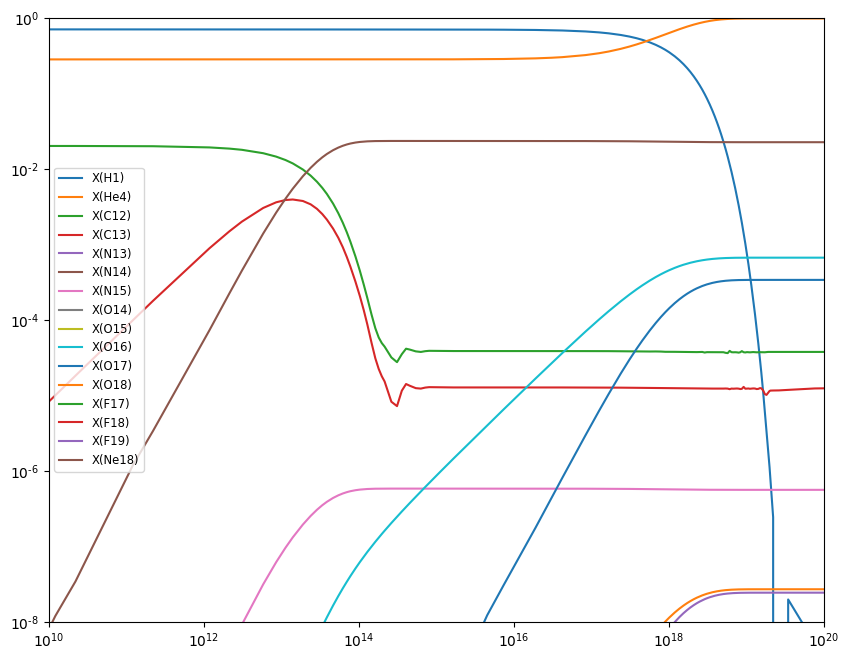 10⁰
10⁻²
10⁻⁴
10⁻⁶
10⁻⁸
X(H1)
X(He4)
X(C12)
X(C13)
X(N13)
X(N14)
X(N15)
X(O14)
X(O15)
X(O16)
X(O17)
X(O18)
X(F17)
X(F18)
X(F19)
X(Ne18)
10¹⁰ 10¹² 10¹⁴ 10¹⁶ 10¹⁸ 10²⁰